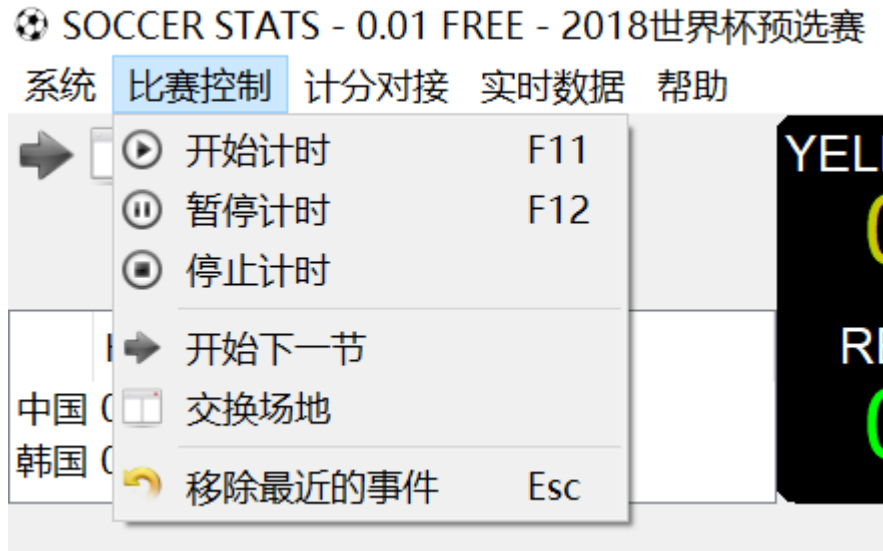 SOCCER STATS - 0.01 FREE - 2018世界杯预选赛
系统 比赛控制 计分对接 实时数据 帮助
开始计时 F11
暂停计时 F12
停止计时
开始下一节
交换场地
移除最近的事件 Esc
中国 0
韩国 0
YEL